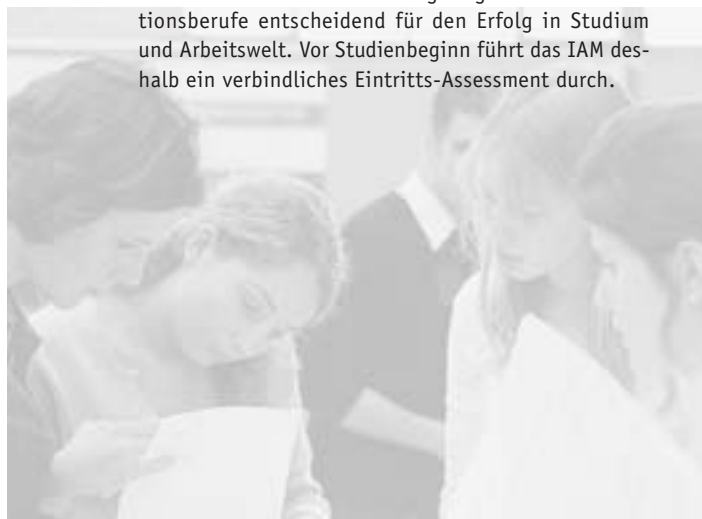 tionsberufe entscheidend für den Erfolg in Studium
und Arbeitswelt. Vor Studienbeginn führt das IAM des-
halb ein verbindliches Eintritts-Assessment durch.